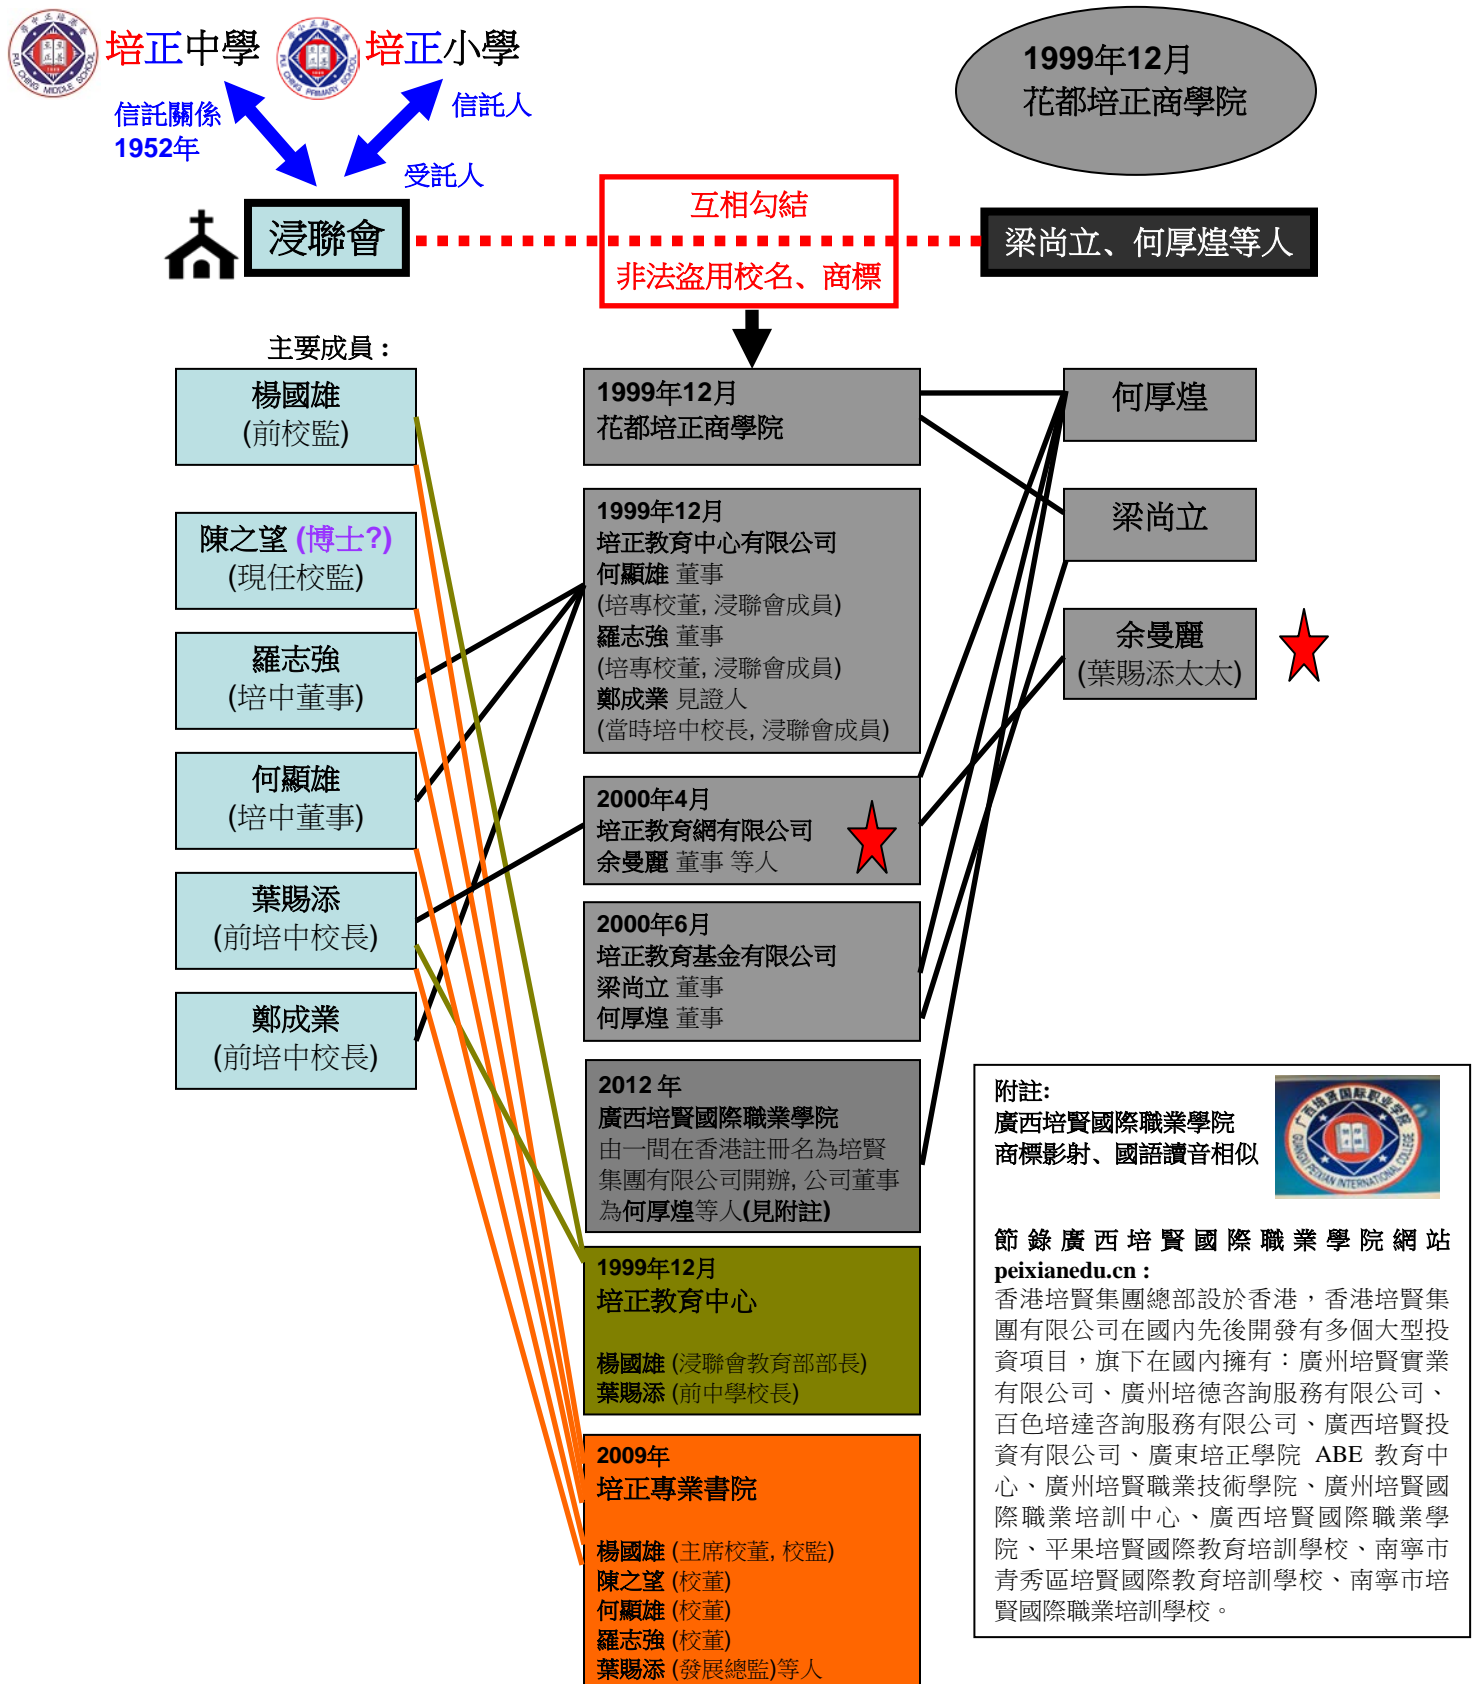 培正中學
培正小學
信託關係
1952年
信託人
受託人
1999年12月
花都培正商學院
浸聯會
互相勾結
非法盜用校名、商標
梁尚立、何厚煌等人
主要成員 :
楊國雄
(前校監)
陳之望 (博士?)
(現任校監)
羅志強
(培中董事)
何顯雄
(培中董事)
葉賜添
(前培中校長)
鄭成業
(前培中校長)
1999年12月
花都培正商學院
1999年12月
培正教育中心有限公司
何顯雄 董事
(培專校董, 浸聯會成員)
羅志強 董事
(培專校董, 浸聯會成員)
鄭成業 見證人
(當時培中校長, 浸聯會成員)
2000年4月
培正教育網有限公司
余曼麗 董事 等人
2000年6月
培正教育基金有限公司
梁尚立 董事
何厚煌 董事
2012 年
廣西培賢國際職業學院
由一間在香港註冊名為培賢
集團有限公司開辦, 公司董事
為何厚煌等人(見附註)
1999年12月
培正教育中心
楊國雄 (浸聯會教育部部長)
葉賜添 (前中學校長)
2009年
培正專業書院
楊國雄 (主席校董, 校監)
陳之望 (校董)
何顯雄 (校董)
羅志強 (校董)
葉賜添 (發展總監)等人
何厚煌
梁尚立
余曼麗
(葉賜添太太)
附註:
廣西培賢國際職業學院
商標影射、國語讀音相似
广西培贤国际职业学院
GUANGXI PEIXIAN INTERNATIONAL COLLEGE
節錄廣西培賢國際職業學院網站
peixianedu.cn :
香港培賢集團總部設於香港，香港培賢集
團有限公司在國內先後開發有多個大型投
資項目，旗下在國內擁有：廣州培賢實業
有限公司、廣州培德咨詢服務有限公司、
百色培達咨詢服務有限公司、廣西培賢投
資有限公司、廣東培正學院 ABE 教育中
心、廣州培賢職業技術學院、廣州培賢國
際職業培訓中心、廣西培賢國際職業學
院、平果培賢國際教育培訓學校、南寧市
青秀區培賢國際教育培訓學校、南寧市培
賢國際職業培訓學校。
PUI CHING MIDDLE SCHOOL
PUI CHING PRIMARY SCHOOL